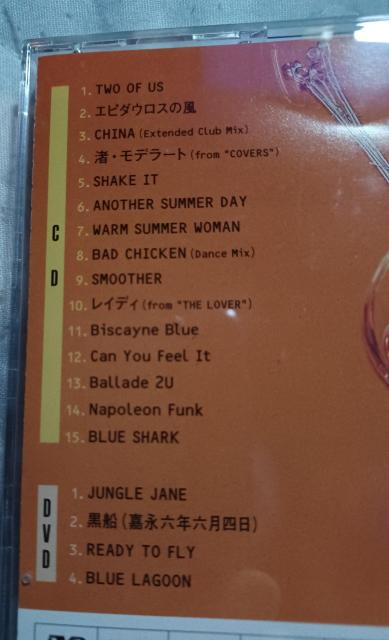 CD
1. TWO OF US
2. エピダウロスの風
3. CHINA (Extended Club Mix)
4. 渚・モデラート (from "COVERS")
5. SHAKE IT
6. ANOTHER SUMMER DAY
7. WARM SUMMER WOMAN
8. BAD CHICKEN (Dance Mix)
9. SMOOTHER
10. レイディ (from "THE LOVER")
11. Biscayne Blue
12. Can You Feel It
13. Ballade 2U
14. Napoleon Funk
15. BLUE SHARK
DVD
1. JUNGLE JANE
2. 黒船 (嘉永六年六月四日)
3. READY TO FLY
4. BLUE LAGOON